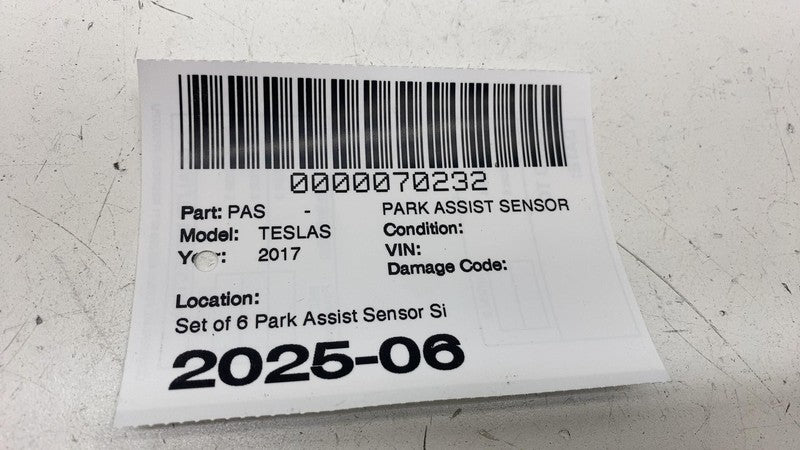 0000070232
Part: PAS - PARK ASSIST SENSOR
Model: TESLAS Condition:
Year: 2017 VIN:
Damage Code:
Location:
Set of 6 Park Assist Sensor Si
2025-06